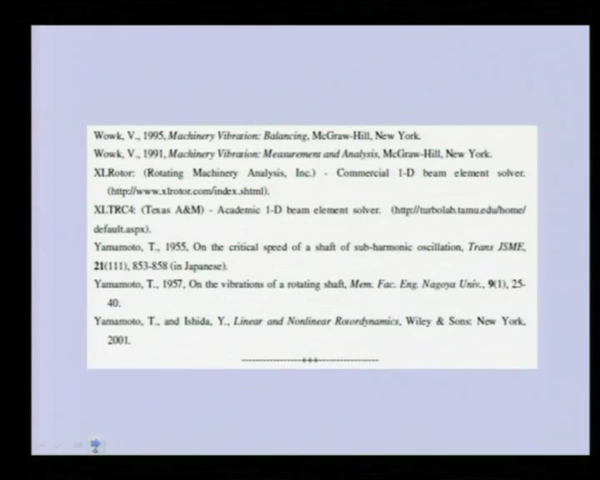 Wowk, V., 1995, Machinery Vibration: Balancing, McGraw-Hill, New York.
Wowk, V., 1991, Machinery Vibration: Measurement and Analysis, McGraw-Hill, New York.
XLRotor: (Rotating Machinery Analysis, Inc.) - Commercial 1-D beam element solver.
(http://www.xlrotor.com/index.shtml).
XLTRC4: (Texas A&M) - Academic 1-D beam element solver. (http://turbolab.tamu.edu/home/
default.aspx).
Yamamoto, T., 1955, On the critical speed of a shaft of sub-harmonic oscillation, Trans JSME,
21(111), 853-858 (in Japanese).
Yamamoto, T., 1957, On the vibrations of a rotating shaft, Mem. Fac. Eng. Nagoya Univ., 9(1), 25-
40.
Yamamoto, T., and Ishida, Y., Linear and Nonlinear Rotordynamics, Wiley & Sons: New York,
2001.